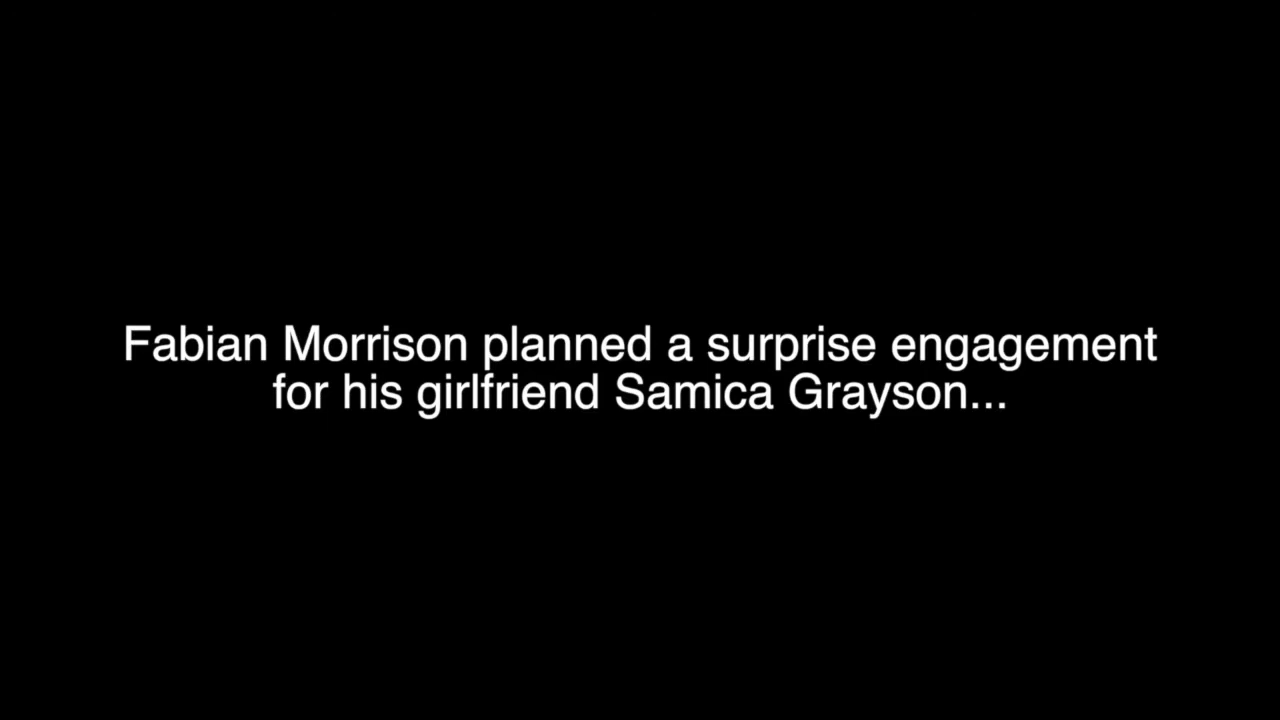 Fabian Morrison planned a surprise engagement
for his girlfriend Samica Grayson...